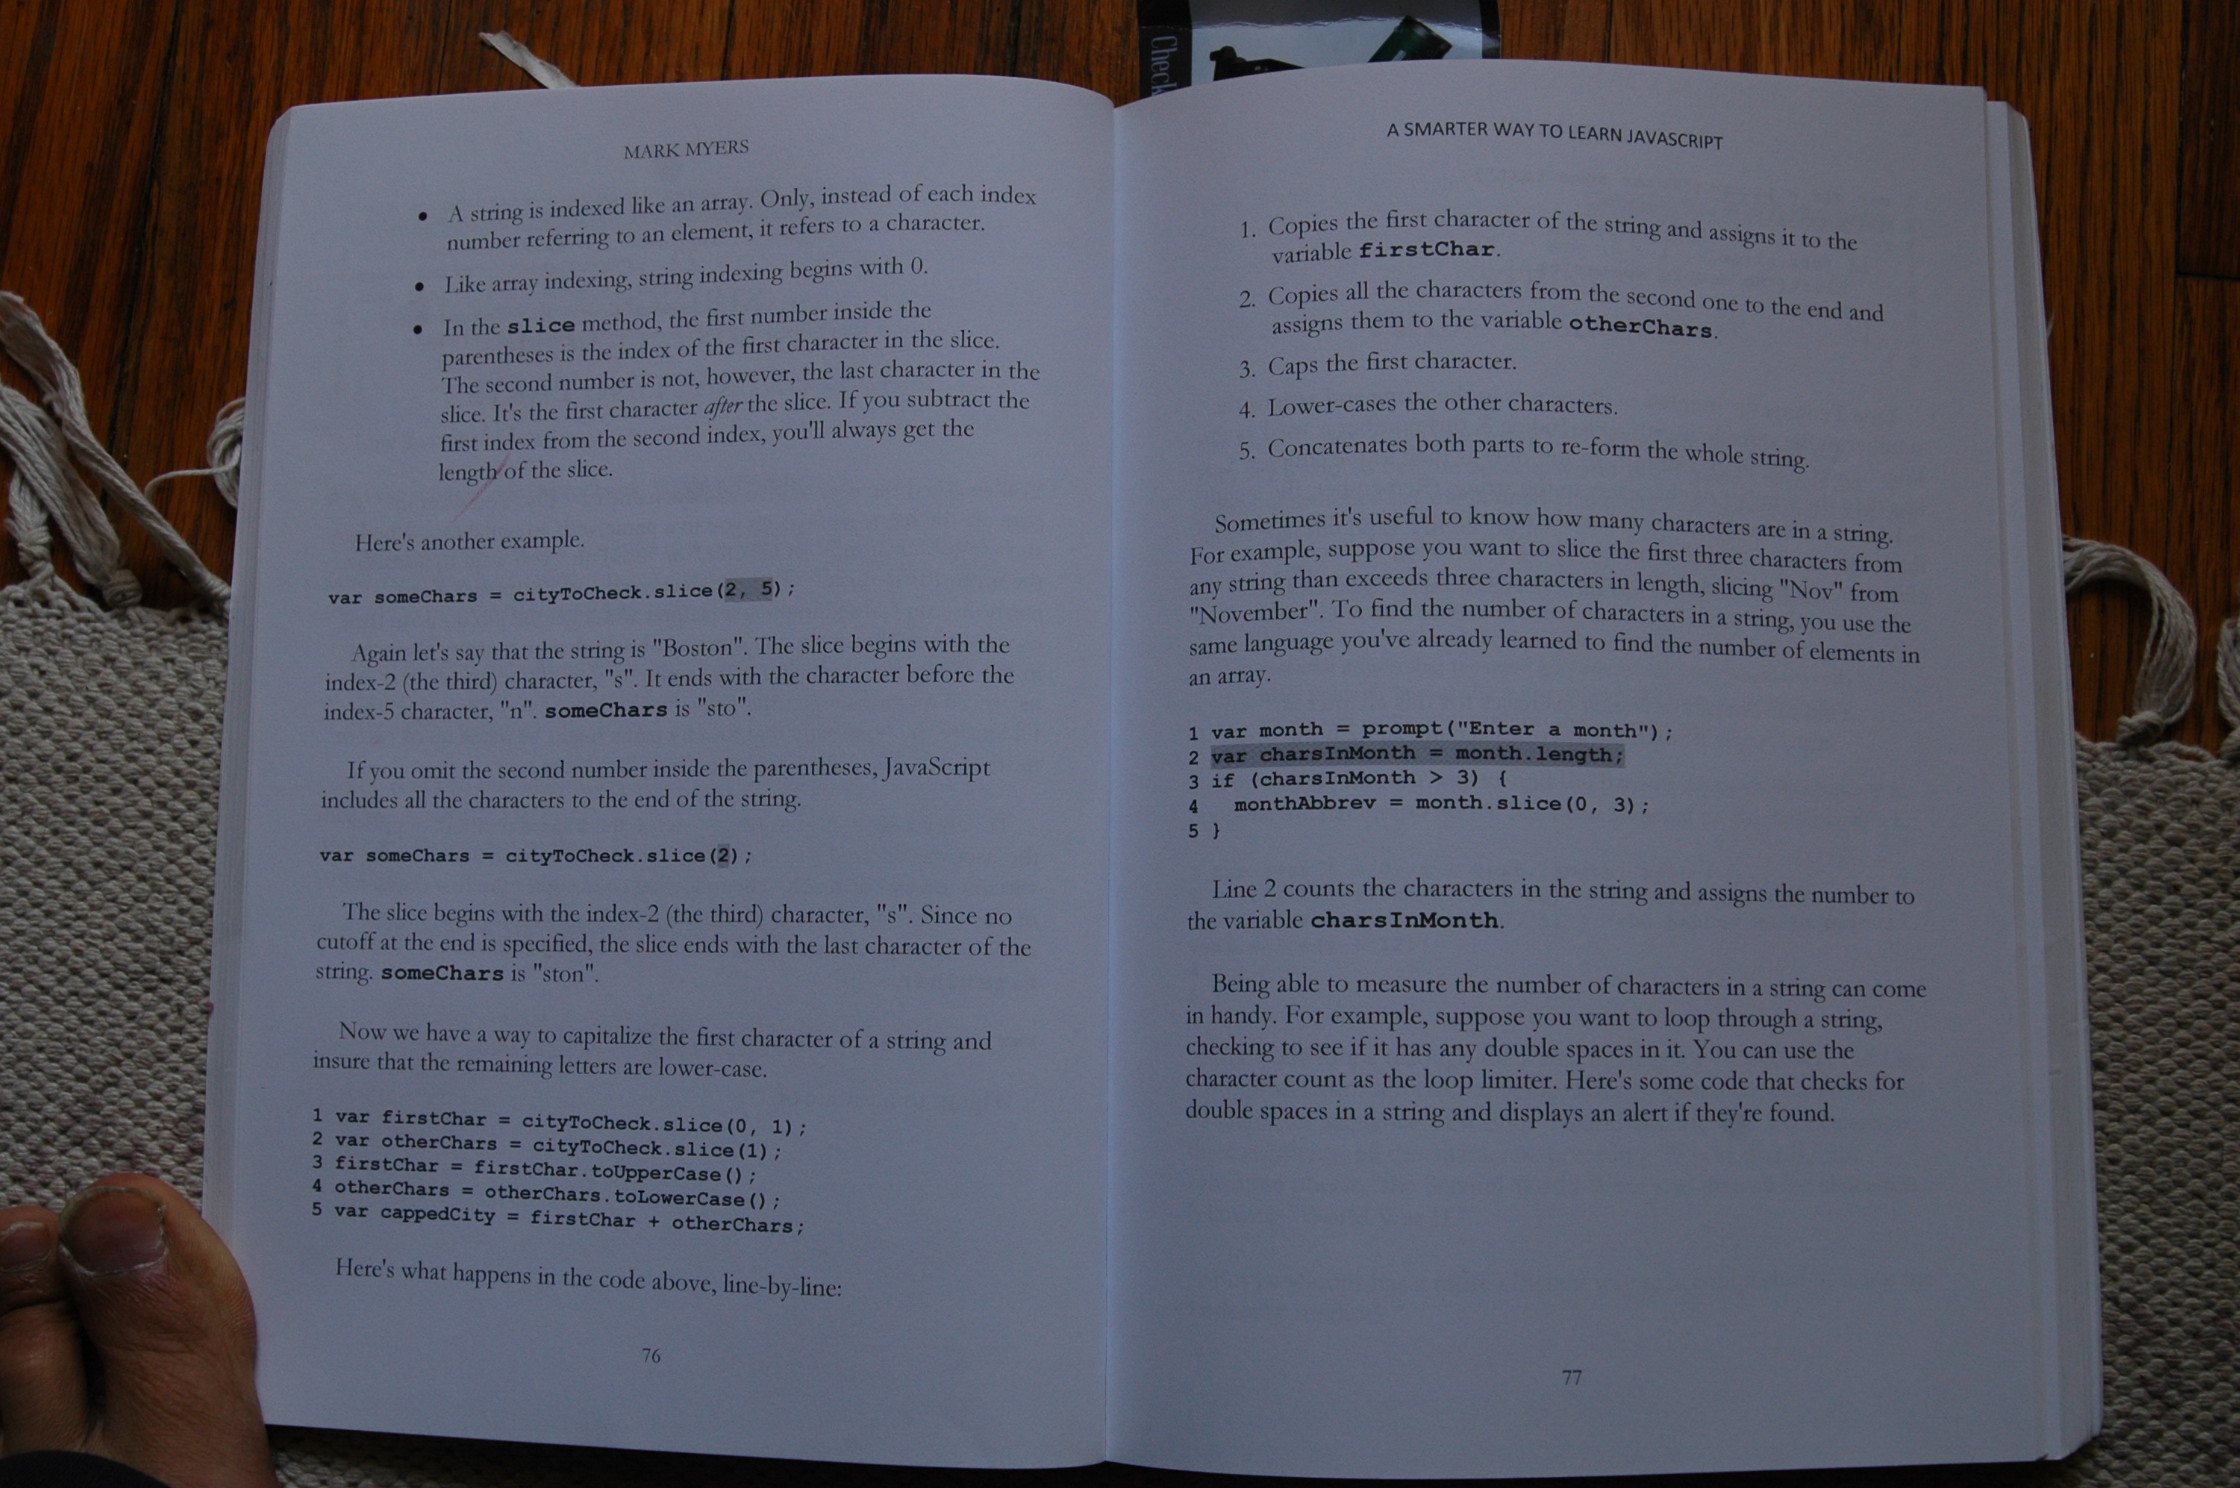 MARK MYERS
• A string is indexed like an array. Only, instead of each index
number referring to an element, it refers to a character.
• Like array indexing, string indexing begins with 0.
• In the slice method, the first number inside the
parentheses is the index of the first character in the slice.
The second number is not, however, the last character in the
slice. It's the first character after the slice. If you subtract the
first index from the second index, you'll always get the
length of the slice.
Here's another example.
var someChars = cityToCheck.slice(2, 5);
Again let's say that the string is "Boston". The slice begins with the
index-2 (the third) character, "s". It ends with the character before the
index-5 character, "n". someChars is "sto".
If you omit the second number inside the parentheses, JavaScript
includes all the characters to the end of the string.
var someChars = cityToCheck.slice(2);
The slice begins with the index-2 (the third) character, "s". Since no
cutoff at the end is specified, the slice ends with the last character of the
string. someChars is "ston".
Now we have a way to capitalize the first character of a string and
insure that the remaining letters are lower-case.
1 var firstChar = cityToCheck.slice(0, 1);
2 var otherChars = cityToCheck.slice(1);
3 firstChar = firstChar.toUpperCase();
4 otherChars = otherChars.toLowerCase();
5 var cappedCity = firstChar + otherChars;
Here's what happens in the code above, line-by-line:
76
A SMARTER WAY TO LEARN JAVASCRIPT
1. Copies the first character of the string and assigns it to the
variable firstChar.
2. Copies all the characters from the second one to the end and
assigns them to the variable otherChars.
3. Caps the first character.
4. Lower-cases the other characters.
5. Concatenates both parts to re-form the whole string.
Sometimes it's useful to know how many characters are in a string.
For example, suppose you want to slice the first three characters from
any string than exceeds three characters in length, slicing "Nov" from
"November". To find the number of characters in a string, you use the
same language you've already learned to find the number of elements in
an array.
1 var month = prompt("Enter a month");
2 var charsInMonth = month.length;
3 if (charsInMonth > 3) {
4 monthAbbrev = month.slice(0, 3);
5 }
Line 2 counts the characters in the string and assigns the number to
the variable charsInMonth.
Being able to measure the number of characters in a string can come
in handy. For example, suppose you want to loop through a string,
checking to see if it has any double spaces in it. You can use the
character count as the loop limiter. Here's some code that checks for
double spaces in a string and displays an alert if they're found.
77
Check